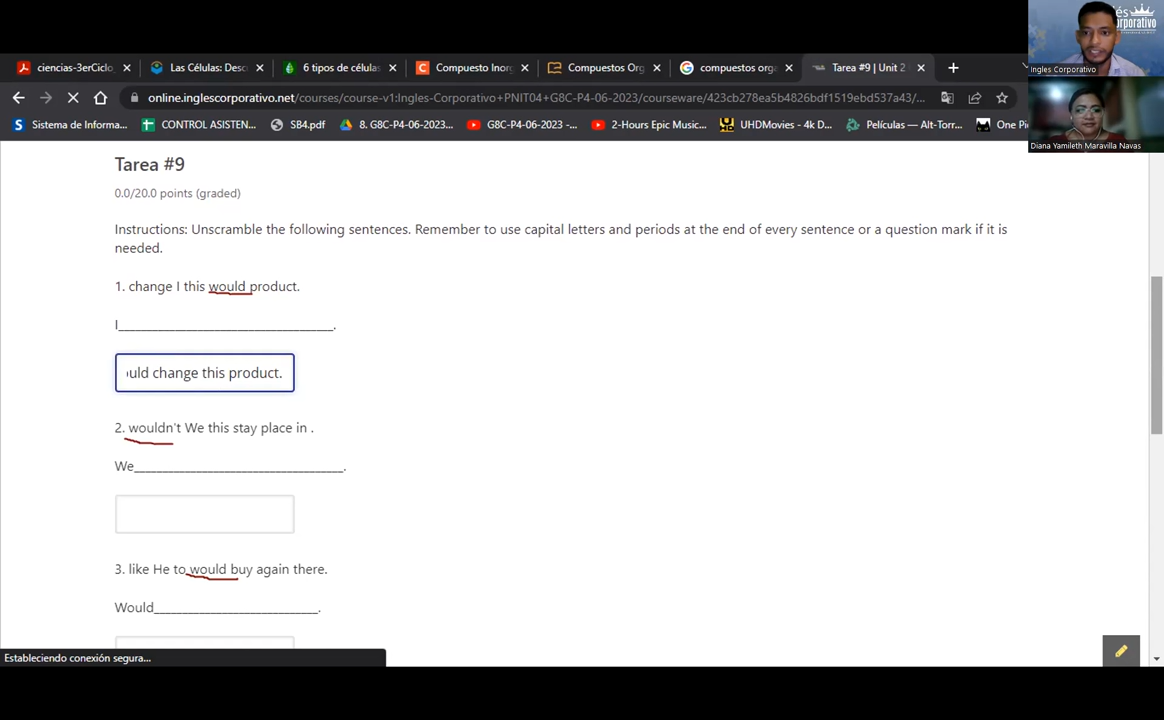 ciencias-3erCiclo
Las Células: Desc
6 tipos de células
Compuesto Inorg
Compuestos Org
compuestos orga
Tarea #9 | Unit 2
online.inglescorporativo.net/courses/course-v1:Ingles-Corporativo+PNIT04+G8C-P4-06-2023/courseware/423cb278ea5b4826bdf1519ebd537a43/...
Sistema de Informa...
CONTROL ASISTEN...
SB4.pdf
8. G8C-P4-06-2023...
G8C-P4-06-2023 -...
2-Hours Epic Music...
UHDMovies - 4k D...
Películas — Alt-Torr...
One Pi
Ingles Corporativo
Diana Yamileth Maravilla Navas
Tarea #9
0.0/20.0 points (graded)
Instructions: Unscramble the following sentences. Remember to use capital letters and periods at the end of every sentence or a question mark if it is
needed.
1. change I this would product.
I___________________________________.
uld change this product.
2. wouldn't We this stay place in .
We__________________________________.
3. like He to would buy again there.
Would___________________________.
Estableciendo conexión segura...